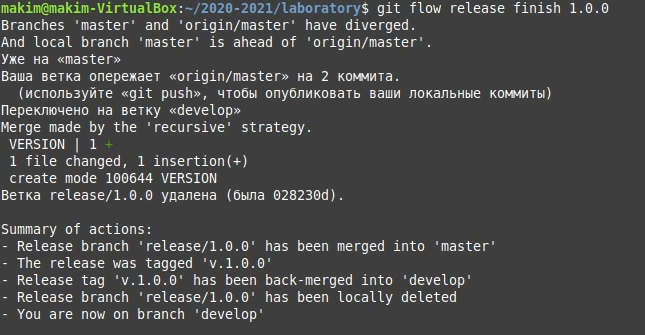 makim@makim-VirtualBox:~/2020-2021/laboratory$ git flow release finish 1.0.0
Branches 'master' and 'origin/master' have diverged.
And local branch 'master' is ahead of 'origin/master'.
Уже на «master»
Ваша ветка опережает «origin/master» на 2 коммита.
  (используйте «git push», чтобы опубликовать ваши локальные коммиты)
Переключено на ветку «develop»
Merge made by the 'recursive' strategy.
 VERSION | 1 +
 1 file changed, 1 insertion(+)
 create mode 100644 VERSION
Ветка release/1.0.0 удалена (была 028230d).

Summary of actions:
- Release branch 'release/1.0.0' has been merged into 'master'
- The release was tagged 'v.1.0.0'
- Release tag 'v.1.0.0' has been back-merged into 'develop'
- Release branch 'release/1.0.0' has been locally deleted
- You are now on branch 'develop'